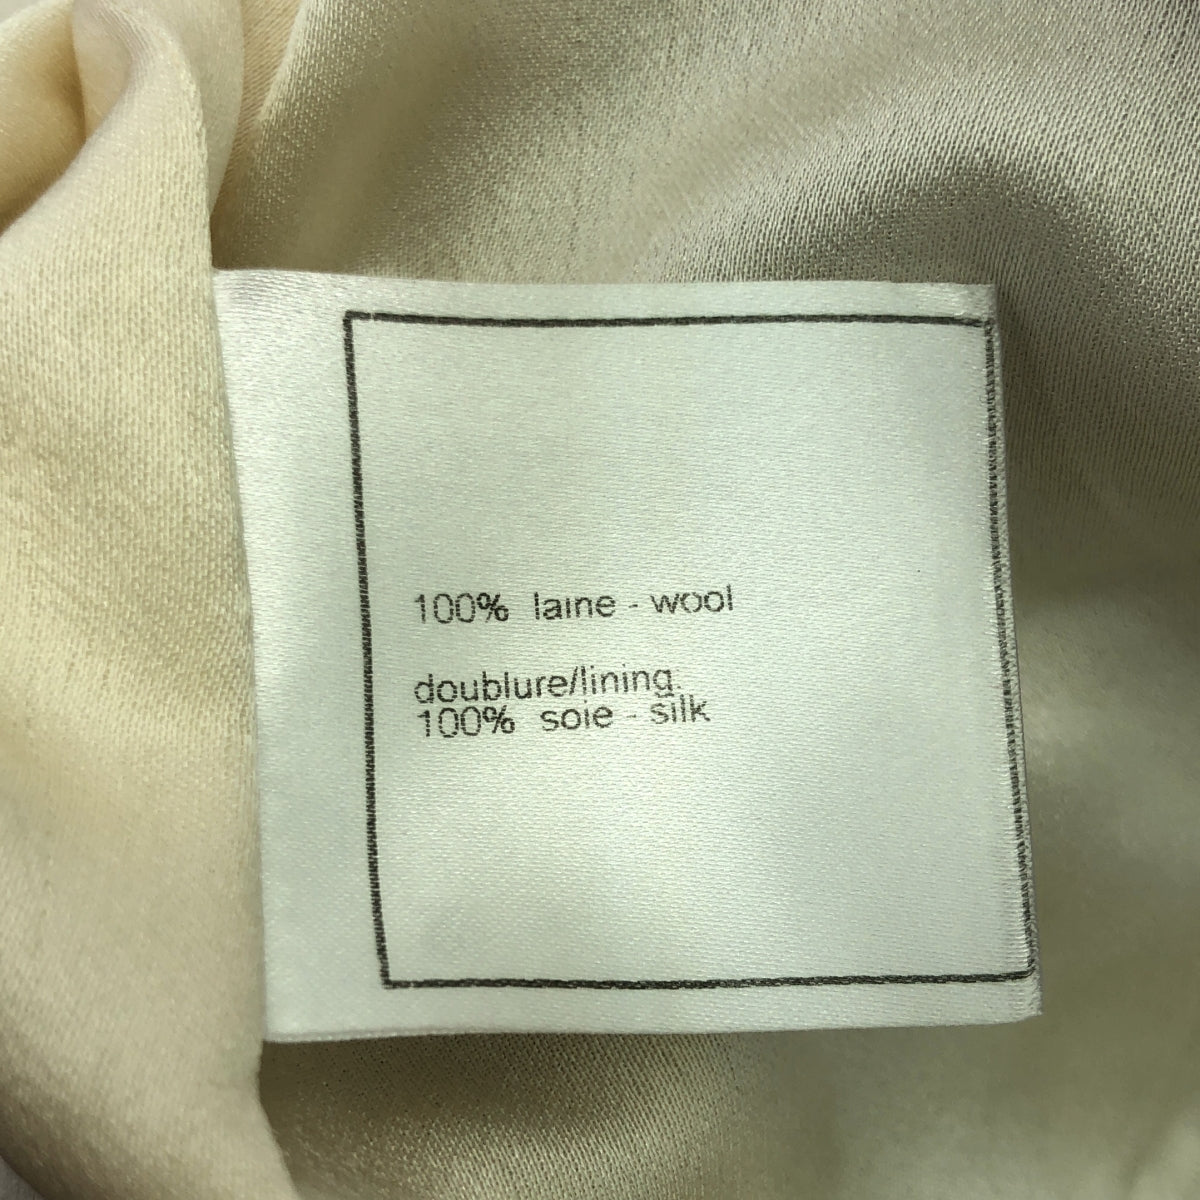 100% laine - wool
doublure/lining:
100% soie - silk